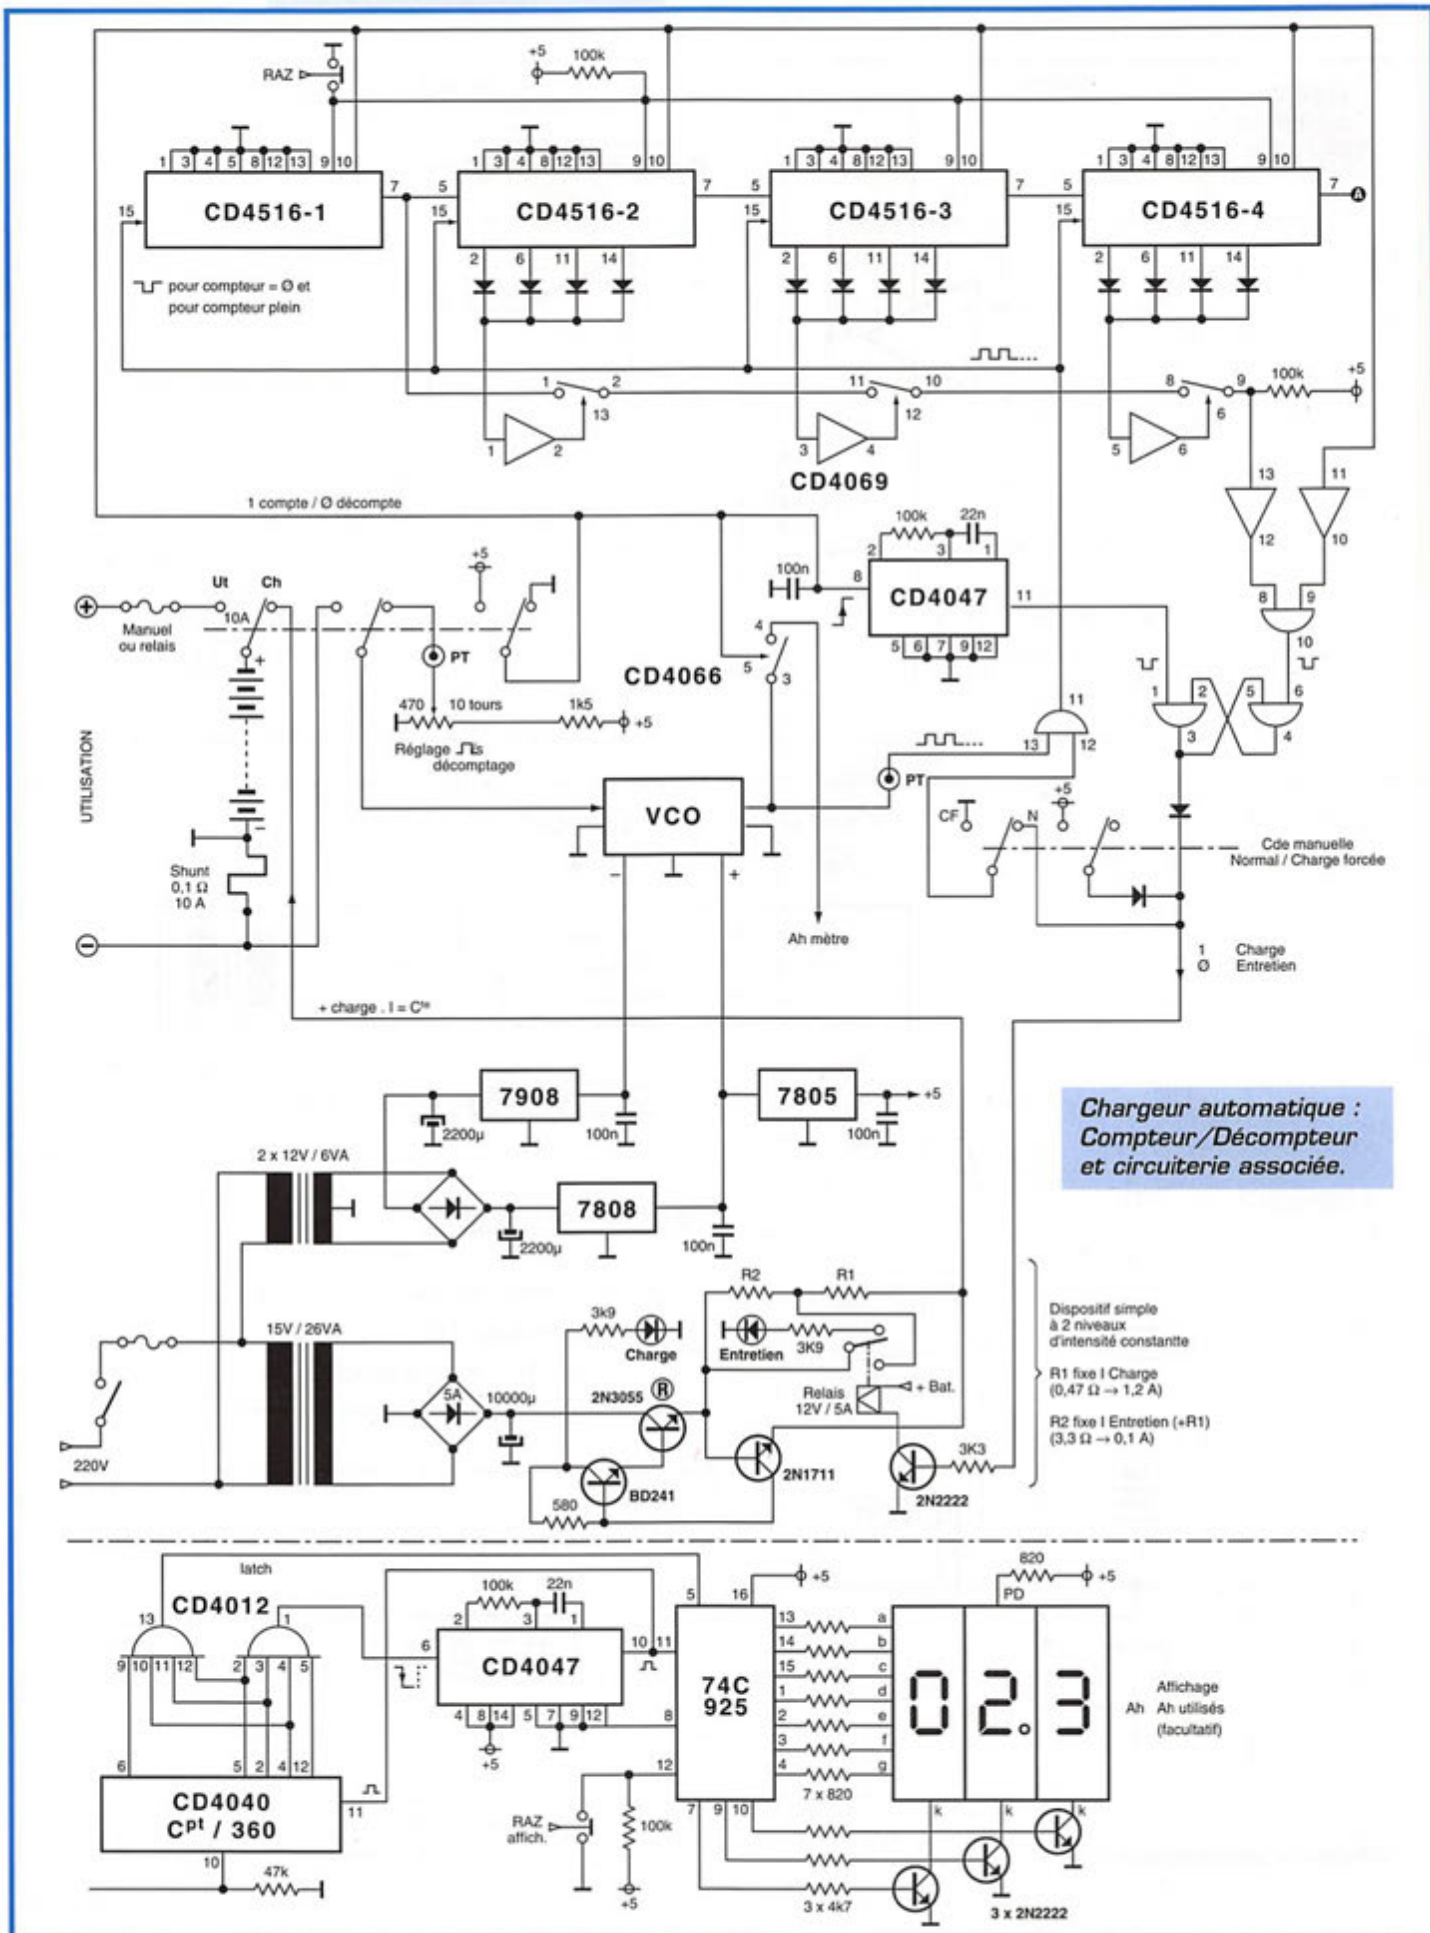 +5 100k
RAZ
1 3 4 5 8 12 13 9 10
1 3 4 8 12 13 9 10
1 3 4 8 12 13 9 10
1 3 4 8 12 13 9 10
15 CD4516-1 7
5 15 CD4516-2 7
5 15 CD4516-3 7
5 15 CD4516-4 7 A
2 6 11 14
2 6 11 14
2 6 11 14
pour compteur = Ø et
pour compteur plein
1 2 13
11 10 12
8 9 6
100k +5
1 2
3 4
5 6
CD4069
13 11
12 10
1 compte / Ø décompte
100k 22n
2 3 1
100n 8 CD4047 11
5 6 7 9 12
8 9
10
+5
Ut Ch
10A
Manuel
ou relais
PT
CD4066
4
5 3
470 10 tours 1k5 +5
Réglage
décomptage
UTILISATION
+
−
Shunt
0,1 Ω
10 A
VCO
− +
PT
11
13 12
1 2 5 6
3 4
CF N +5
Cde manuelle
Normal / Charge forcée
Ah mètre
1 Charge
Ø Entretien
+ charge . I = Cte
7908
2200µ 100n
7805 +5
100n
Chargeur automatique :
Compteur/Décompteur
et circuiterie associée.
2 x 12V / 6VA
7808
2200µ 100n
R2 R1
15V / 26VA
3k9
Charge
Entretien 3K9
5A 10000µ
2N3055 R
Relais
12V / 5A
+ Bat.
220V
580 BD241
2N1711
3K3
2N2222
Dispositif simple
à 2 niveaux
d'intensité constantte
R1 fixe I Charge
(0,47 Ω → 1,2 A)
R2 fixe I Entretien (+R1)
(3,3 Ω → 0,1 A)
latch
13 CD4012 1
9 10 11 12 2 3 4 5
6 5 2 4 12
CD4040
Cpt / 360
11
10
47k
100k 22n
2 3 1
6 CD4047 10 11
4 8 14 5 7 9 12
+5
5 16 +5
74C
925
8
12
7 9 10
13 a
14 b
15 c
1 d
2 e
3 f
4 g
7 x 820
RAZ
affich.
100k
+5
820
PD +5
02.3
k k k
Affichage
Ah Ah utilisés
(facultatif)
3 x 4k7
3 x 2N2222